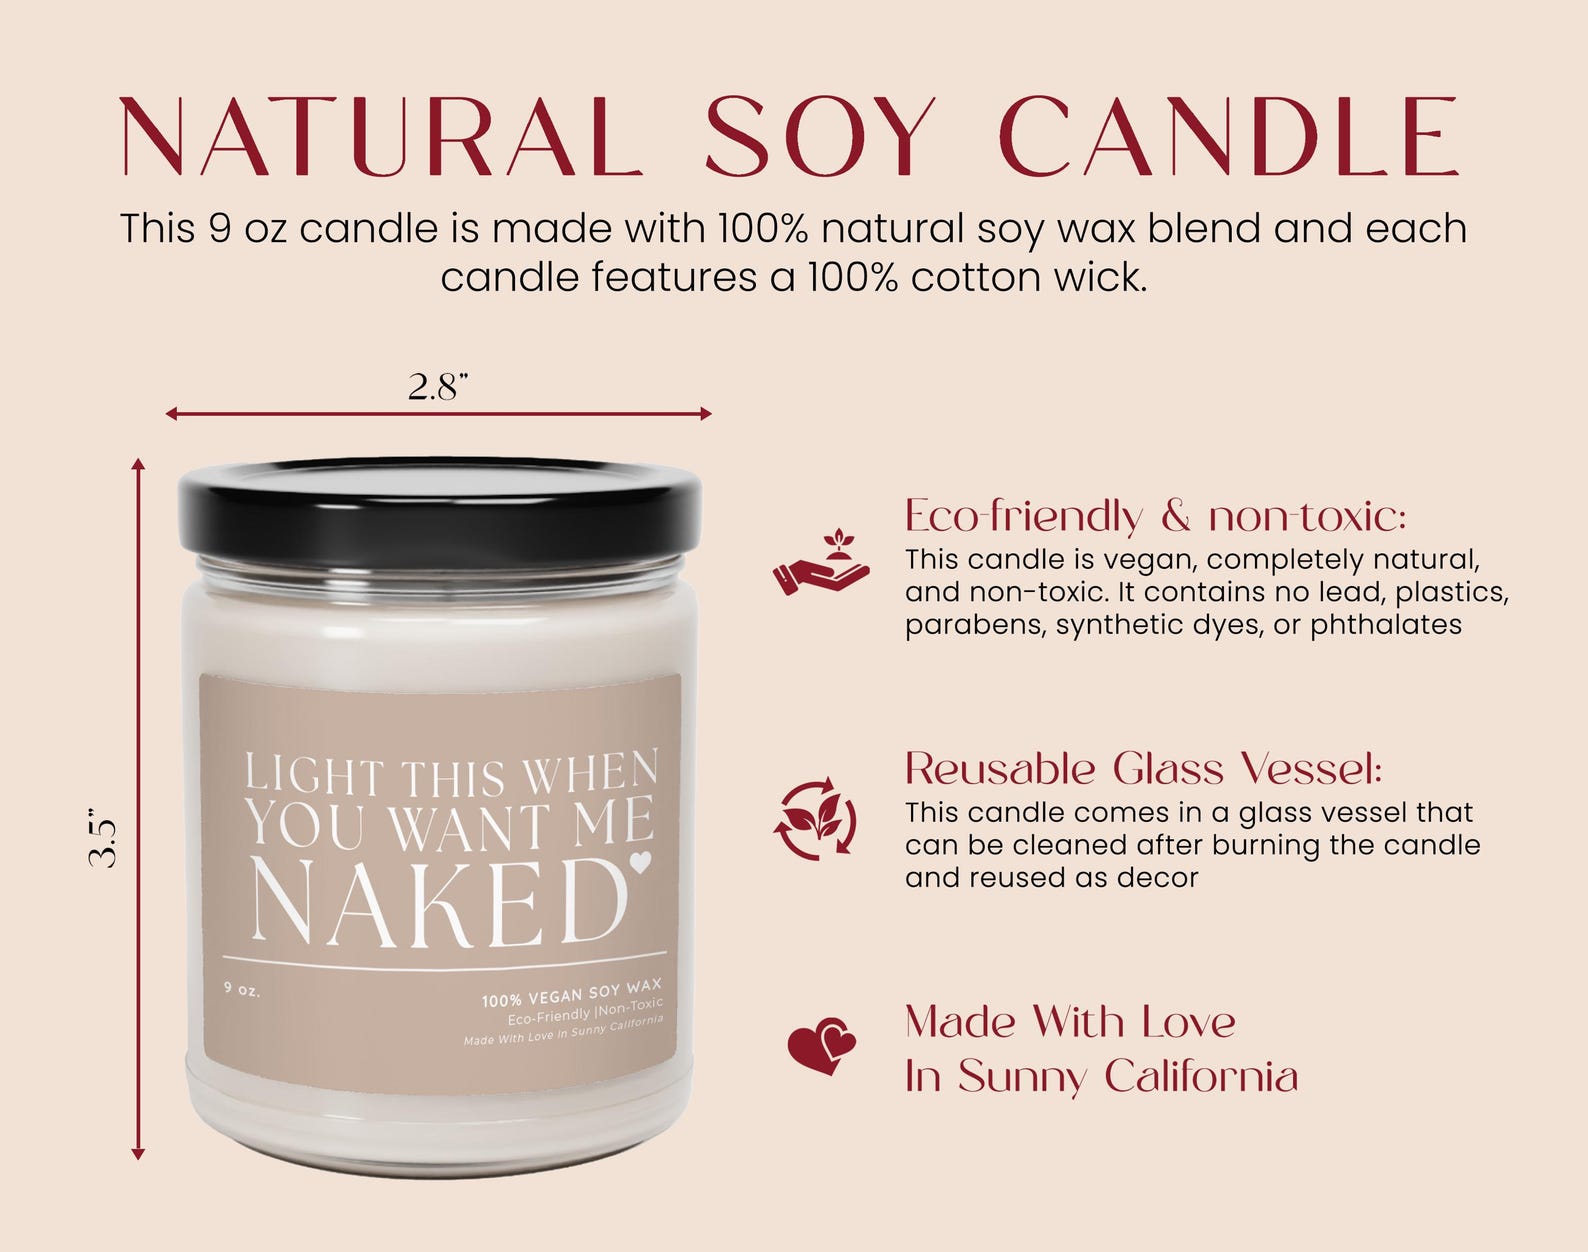 NATURAL SOY CANDLE
This 9 oz candle is made with 100% natural soy wax blend and each
candle features a 100% cotton wick.
2.8"
3.5"
LIGHT THIS WHEN
YOU WANT ME
NAKED
9 oz.
100% VEGAN SOY WAX
Eco-Friendly |Non-Toxic
Made With Love In Sunny California
Eco-friendly & non-toxic:
This candle is vegan, completely natural,
and non-toxic. It contains no lead, plastics,
parabens, synthetic dyes, or phthalates
Reusable Glass Vessel:
This candle comes in a glass vessel that
can be cleaned after burning the candle
and reused as decor
Made With Love
In Sunny California